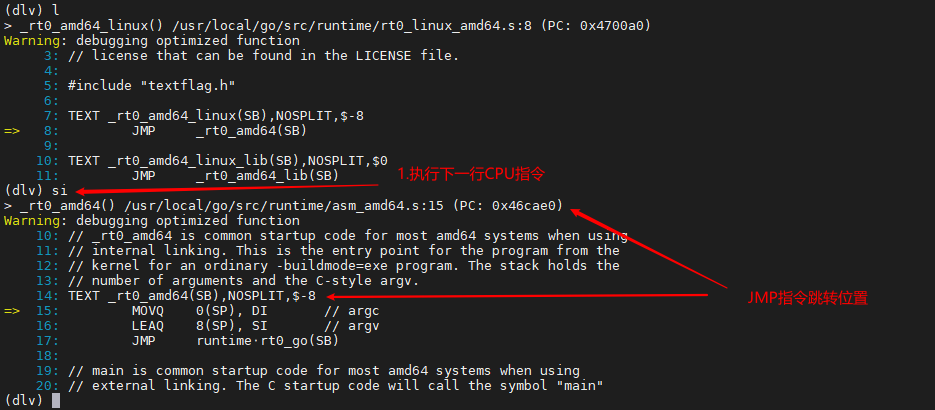 (dlv) l
> _rt0_amd64_linux() /usr/local/go/src/runtime/rt0_linux_amd64.s:8 (PC: 0x4700a0)
Warning: debugging optimized function
3: // license that can be found in the LICENSE file.
4:
5: #include "textflag.h"
6:
7: TEXT _rt0_amd64_linux(SB),NOSPLIT,$-8
=> 8: JMP _rt0_amd64(SB)
9:
10: TEXT _rt0_amd64_linux_lib(SB),NOSPLIT,$0
11: JMP _rt0_amd64_lib(SB)
1.执行下一行CPU指令
(dlv) si
> _rt0_amd64() /usr/local/go/src/runtime/asm_amd64.s:15 (PC: 0x46cae0)
Warning: debugging optimized function
10: // _rt0_amd64 is common startup code for most amd64 systems when using
11: // internal linking. This is the entry point for the program from the
12: // kernel for an ordinary -buildmode=exe program. The stack holds the
13: // number of arguments and the C-style argv.
14: TEXT _rt0_amd64(SB),NOSPLIT,$-8
JMP指令跳转位置
=> 15: MOVQ 0(SP), DI // argc
16: LEAQ 8(SP), SI // argv
17: JMP runtime·rt0_go(SB)
18:
19: // main is common startup code for most amd64 systems when using
20: // external linking. The C startup code will call the symbol "main"
(dlv)